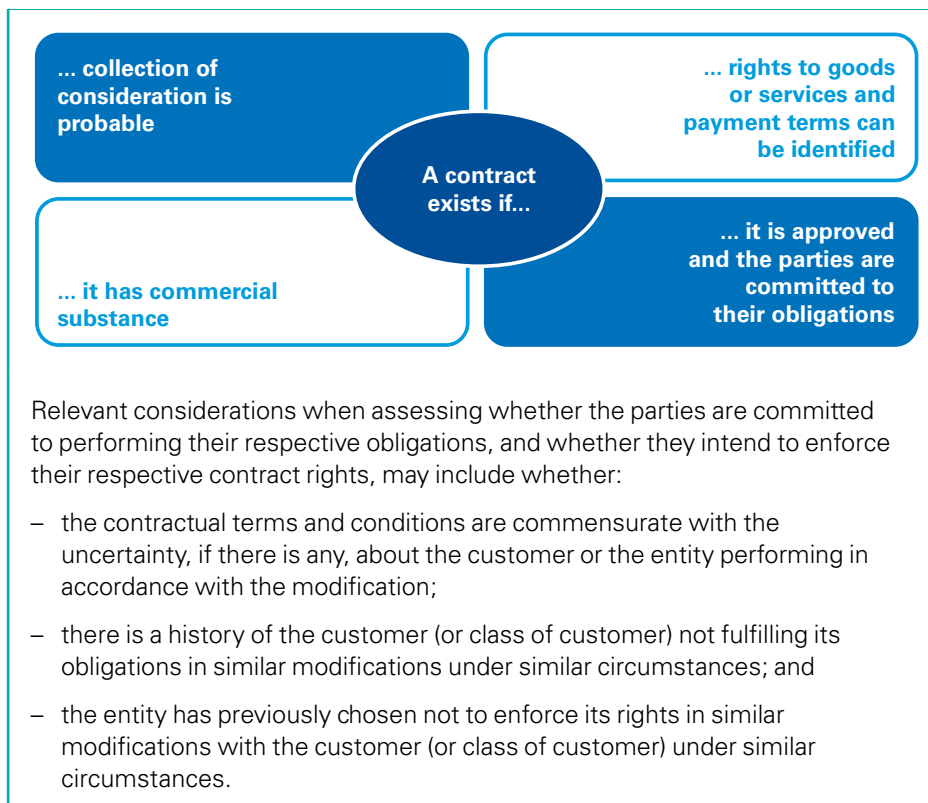 ... collection of
consideration is
probable
... rights to goods
or services and
payment terms can
be identified
A contract
exists if...
... it has commercial
substance
... it is approved
and the parties are
committed to
their obligations
Relevant considerations when assessing whether the parties are committed
to performing their respective obligations, and whether they intend to enforce
their respective contract rights, may include whether:
– the contractual terms and conditions are commensurate with the
uncertainty, if there is any, about the customer or the entity performing in
accordance with the modification;
– there is a history of the customer (or class of customer) not fulfilling its
obligations in similar modifications under similar circumstances; and
– the entity has previously chosen not to enforce its rights in similar
modifications with the customer (or class of customer) under similar
circumstances.